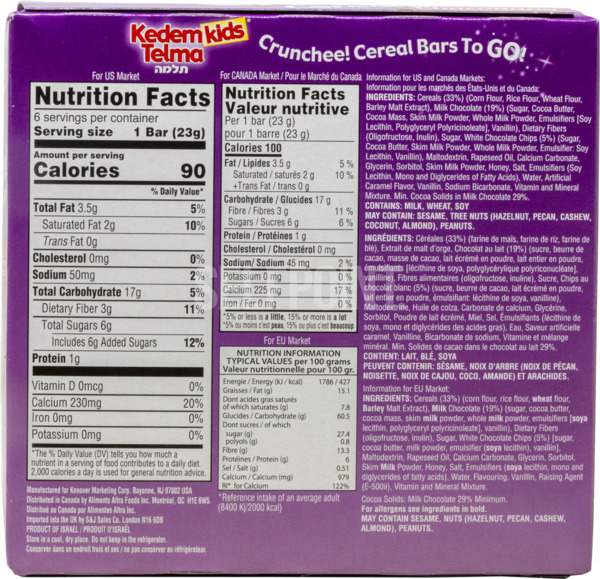 Kedem kids
Telma
תלמה
Crunchee! Cereal Bars To GO!
For US Market
Nutrition Facts
6 servings per container
Serving size 1 Bar (23g)
Amount per serving
Calories 90
% Daily Value*
Total Fat 3.5g 5%
Saturated Fat 2g 10%
Trans Fat 0g
Cholesterol 0mg 0%
Sodium 50mg 2%
Total Carbohydrate 17g 5%
Dietary Fiber 3g 11%
Total Sugars 6g
Includes 6g Added Sugars 12%
Protein 1g
Vitamin D 0mcg 0%
Calcium 230mg 20%
Iron 0mg 0%
Potassium 0mg 0%
*The % Daily Value (DV) tells you how much a
nutrient in a serving of food contributes to a daily diet.
2,000 calories a day is used for general nutrition advice.
Manufactured for Kenover Marketing Corp. Bayonne, NJ 07002 USA
Distributed in Canada by Aliments Altra Foods Inc. Montréal, QC H1E 6W5.
Distribué au Canada par Alimentes Altra Inc.
Imported into the UK by S&J Sales Co. London N16 6DB
PRODUCT OF ISRAEL / PRODUIT D'ISRAËL
Store in a cool, dry place. Do not keep in the refrigerator.
Conserver dans un endroit frais et sec / ne pas conserver au réfrigérateur.
For CANADA Market / Pour le Marché du Canada
Nutrition Facts
Valeur nutritive
Per 1 bar (23 g)
pour 1 barre (23 g)
Calories 100
Fat / Lipides 3.5 g 5 %
Saturated / saturés 2 g 10 %
+Trans Fat / trans 0 g
Carbohydrate / Glucides 17 g
Fibre / Fibres 3 g 11 %
Sugars / Sucres 6 g 6 %
Protein / Protéines 1 g
Cholesterol / Cholestérol 0 mg
Sodium/ Sodium 45 mg 2 %
Potassium 0 mg 0 %
Calcium 225 mg 17 %
Iron / Fer 0 mg 0 %
*5% or less is a little, 15% or more is a lot
*5% ou moins c'est peau, 15% ou plus c'est beaucoup
For EU Market
NUTRITION INFORMATION
TYPICAL VALUES per 100 grams
Valeur nutritionnelle pour 100 gr.
Energie / Energy (kJ / kcal) 1786 / 427
Graisses / Fat (g) 15.1
Dont acides gras saturés
of which saturates (g) 7.8
Glucides / Carbohydrate (g) 60.5
Dont sucres / of which
sugar (g) 27.4
polyols (g) 0.8
Fibre (g) 13.3
Protéines / Protein (g) 6
Sel / Salt (g) 0.51
Calcium / Calcium (mg) 979
RI* for Calcium 122%
*Reference intake of an average adult
(8400 Kj/2000 kcal)
Information for US and Canada Markets:
Information pour les marchés des États-Unis et du Canada:
INGREDIENTS: Cereals (33%) (Corn Flour, Rice Flour, Wheat Flour,
Barley Malt Extract), Milk Chocolate (19%) (Sugar, Cocoa Butter,
Cocoa Mass, Skim Milk Powder, Whole Milk Powder, Emulsifiers [Soy
Lecithin, Polyglyceryl Polyricinoleate], Vanillin), Dietary Fibers
(Oligofructose, Inulin), Sugar, White Chocolate Chips (5%) (Sugar,
Cocoa Butter, Skim Milk Powder, Whole Milk Powder, Emulsifier: Soy
Lecithin, Vanillin), Maltodextrin, Rapeseed Oil, Calcium Carbonate,
Glycerin, Sorbitol, Skim Milk Powder, Honey, Salt, Emulsifiers (Soy
Lecithin, Mono and Diglycerides of Fatty Acids), Water, Artificial
Caramel Flavor, Vanillin, Sodium Bicarbonate, Vitamin and Mineral
Mixture. Min. Cocoa Solids in Milk Chocolate 29%.
CONTAINS: MILK, WHEAT, SOY
MAY CONTAIN: SESAME, TREE NUTS (HAZELNUT, PECAN, CASHEW,
COCONUT, ALMOND), PEANUTS.
INGRÉDIENTS: Céréales (33%) (farine de maïs, farine de riz, farine de
blé), Extrait de malt d'orge, Chocolat au lait (19%) (sucre, beurre de
cacao, masse de cacao, lait écrémé en poudre, lait entier en poudre,
émulsifiants [lécithine de soya, polyglycérylique polyriconucléate],
vanilline), Fibres alimentaires (oligofructose, inuline), Sucre, Chips au
chocolat blanc (5%) (sucre, beurre de cacao, lait écrémé en poudre,
lait entier en poudre, émulsifiant: lécithine de soya, vanilline),
Maltodextrine, Huile de colza, Carbonate de calcium, Glycérine,
Sorbitol, Poudre de lait écrémé, Miel, Sel, Émulsifiants (lécithine de
soya, mono et diglycérides des acides gras), Eau, Saveur artificielle
caramel, Vanilline, Bicarbonate de sodium, Vitamine et mélange
minéral. Min. Solides de cacao dans le chocolat au lait 29%.
CONTIENT: LAIT, BLÉ, SOYA
PEUVENT CONTENIR: SÉSAME, NOIX D'ARBRE (NOIX DE PÉCAN,
NOISETTE, NOIX DE CAJOU, COCO, AMANDE) ET ARACHIDES.
Information for EU Market:
INGREDIENTS: Cereals (33%) (corn flour, rice flour, wheat flour,
Barley Malt Extract), Milk Chocolate (19%) (sugar, cocoa butter,
cocoa mass, skim milk powder, whole milk powder, emulsifiers [soya
lecithin, polyglyceryl polyricinoleate], vanillin), Dietary Fibers
(oligofructose, inulin), Sugar, White Chocolate Chips (5%) [sugar,
cocoa butter, milk powder, emulsifier (soya lecithin), vanillin],
Maltodextrin, Rapeseed Oil, Calcium Carbonate, Glycerin, Sorbitol,
Skim Milk Powder, Honey, Salt, Emulsifiers (soya lecithin, mono and
diglycerides of fatty acids), Water, Flavouring, Vanillin, Raising Agent
(E-500ii), Vitamin and Mineral Mixture.
Cocoa Solids: Milk Chocolate 29% Minimum.
For allergens see ingredients in bold.
MAY CONTAIN SESAME, NUTS (HAZELNUT, PECAN, CASHEW,
ALMOND), PEANUTS.